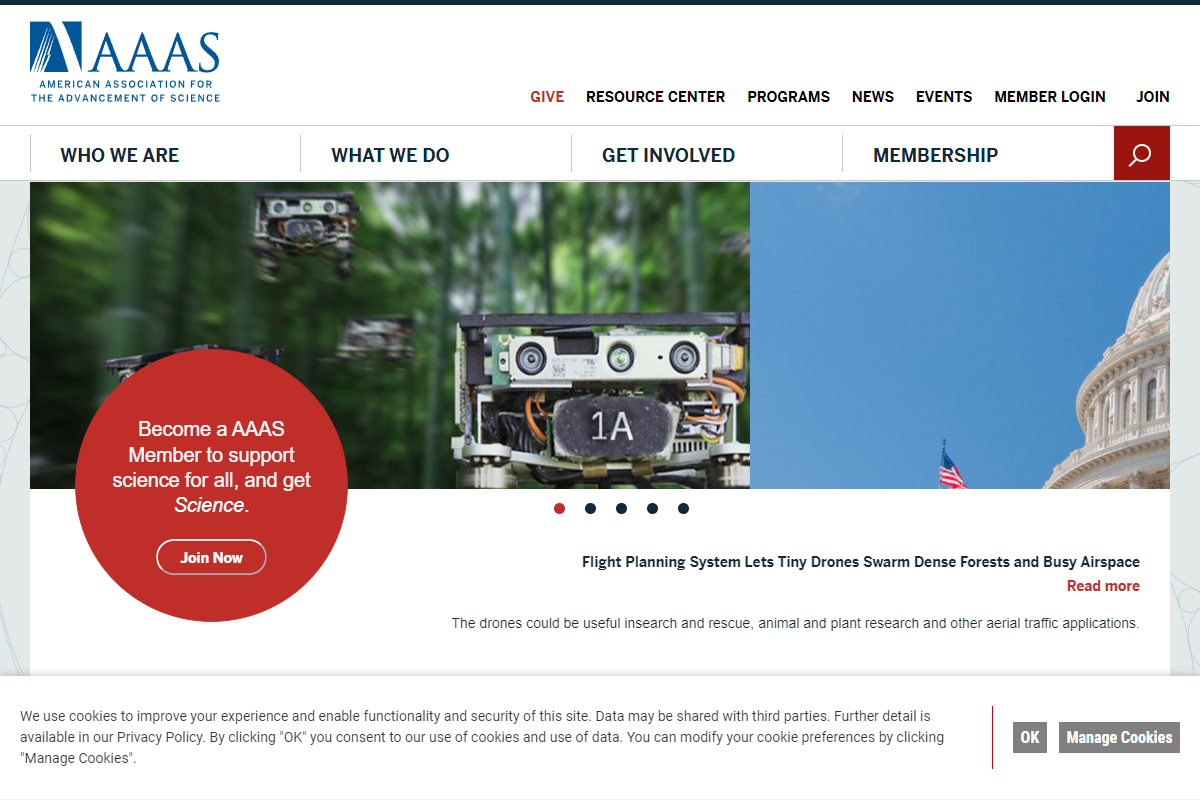 AAAS
AMERICAN ASSOCIATION FOR
THE ADVANCEMENT OF SCIENCE
GIVE RESOURCE CENTER PROGRAMS NEWS EVENTS MEMBER LOGIN JOIN
WHO WE ARE WHAT WE DO GET INVOLVED MEMBERSHIP
3A
1A
Become a AAAS
Member to support
science for all, and get
Science.
Join Now
Flight Planning System Lets Tiny Drones Swarm Dense Forests and Busy Airspace
Read more
The drones could be useful insearch and rescue, animal and plant research and other aerial traffic applications.
We use cookies to improve your experience and enable functionality and security of this site. Data may be shared with third parties. Further detail is
available in our Privacy Policy. By clicking "OK" you consent to our use of cookies and use of data. You can modify your cookie preferences by clicking
"Manage Cookies".
OK Manage Cookies